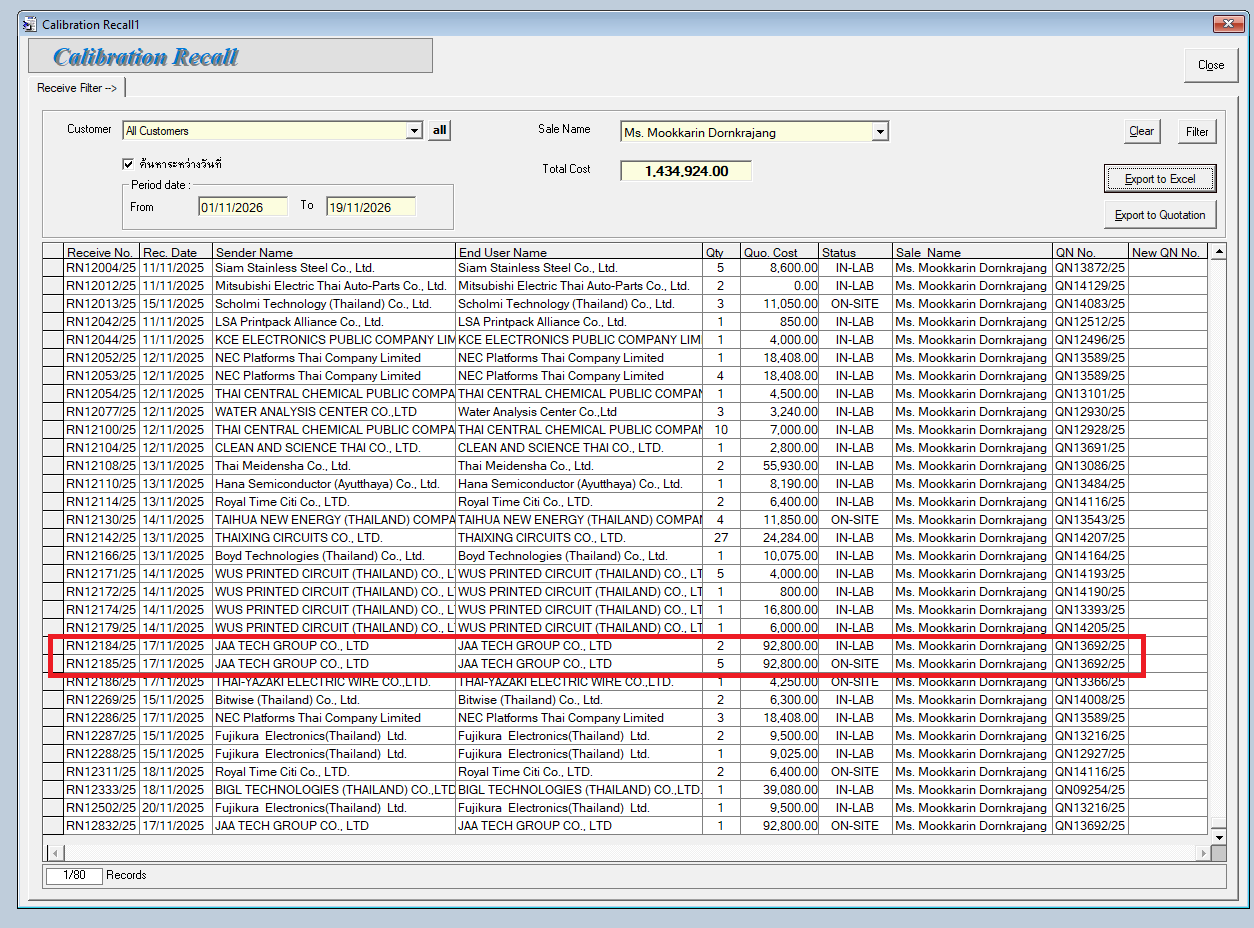 Calibration Recall1
Calibration Recall
Close
Receive Filter -->
Customer All Customers all Sale Name Ms. Mookkarin Dornkrajang Clear Filter
ค้นหาระหว่างวันที่ Total Cost 1,434,924.00 Export to Excel
Period date :
From 01/11/2026 To 19/11/2026 Export to Quotation
Receive No. Rec. Date Sender Name End User Name Qty Quo. Cost Status Sale_Name QN No. New QN No.
RN12004/25 11/11/2025 Siam Stainless Steel Co., Ltd. Siam Stainless Steel Co., Ltd. 5 8,600.00 IN-LAB Ms. Mookkarin Dornkrajang QN13872/25
RN12012/25 11/11/2025 Mitsubishi Electric Thai Auto-Parts Co., Ltd. Mitsubishi Electric Thai Auto-Parts Co., Ltd. 2 0.00 IN-LAB Ms. Mookkarin Dornkrajang QN14129/25
RN12013/25 15/11/2025 Scholmi Technology (Thailand) Co., Ltd. Scholmi Technology (Thailand) Co., Ltd. 3 11,050.00 ON-SITE Ms. Mookkarin Dornkrajang QN14083/25
RN12042/25 11/11/2025 LSA Printpack Alliance Co., Ltd. LSA Printpack Alliance Co., Ltd. 1 850.00 IN-LAB Ms. Mookkarin Dornkrajang QN12512/25
RN12044/25 11/11/2025 KCE ELECTRONICS PUBLIC COMPANY LIM KCE ELECTRONICS PUBLIC COMPANY LIM 1 4,000.00 IN-LAB Ms. Mookkarin Dornkrajang QN12496/25
RN12052/25 12/11/2025 NEC Platforms Thai Company Limited NEC Platforms Thai Company Limited 1 18,408.00 IN-LAB Ms. Mookkarin Dornkrajang QN13589/25
RN12053/25 12/11/2025 NEC Platforms Thai Company Limited NEC Platforms Thai Company Limited 4 18,408.00 IN-LAB Ms. Mookkarin Dornkrajang QN13589/25
RN12054/25 12/11/2025 THAI CENTRAL CHEMICAL PUBLIC COMPA THAI CENTRAL CHEMICAL PUBLIC COMPAN 1 4,500.00 IN-LAB Ms. Mookkarin Dornkrajang QN13101/25
RN12077/25 12/11/2025 WATER ANALYSIS CENTER CO.,LTD Water Analysis Center Co.,Ltd 3 3,240.00 IN-LAB Ms. Mookkarin Dornkrajang QN12930/25
RN12100/25 12/11/2025 THAI CENTRAL CHEMICAL PUBLIC COMPA THAI CENTRAL CHEMICAL PUBLIC COMPAN 10 7,000.00 IN-LAB Ms. Mookkarin Dornkrajang QN12928/25
RN12104/25 12/11/2025 CLEAN AND SCIENCE THAI CO., LTD. CLEAN AND SCIENCE THAI CO., LTD. 1 2,800.00 IN-LAB Ms. Mookkarin Dornkrajang QN13691/25
RN12108/25 13/11/2025 Thai Meidensha Co., Ltd. Thai Meidensha Co., Ltd. 2 55,930.00 IN-LAB Ms. Mookkarin Dornkrajang QN13086/25
RN12110/25 13/11/2025 Hana Semiconductor (Ayutthaya) Co., Ltd. Hana Semiconductor (Ayutthaya) Co., Ltd. 1 8,190.00 IN-LAB Ms. Mookkarin Dornkrajang QN13484/25
RN12114/25 13/11/2025 Royal Time Citi Co., LTD. Royal Time Citi Co., LTD. 2 6,400.00 IN-LAB Ms. Mookkarin Dornkrajang QN14116/25
RN12130/25 14/11/2025 TAIHUA NEW ENERGY (THAILAND) COMPA TAIHUA NEW ENERGY (THAILAND) COMPAN 4 11,850.00 ON-SITE Ms. Mookkarin Dornkrajang QN13543/25
RN12142/25 13/11/2025 THAIXING CIRCUITS CO., LTD. THAIXING CIRCUITS CO., LTD. 27 24,284.00 IN-LAB Ms. Mookkarin Dornkrajang QN14207/25
RN12166/25 13/11/2025 Boyd Technologies (Thailand) Co., Ltd. Boyd Technologies (Thailand) Co., Ltd. 1 10,075.00 IN-LAB Ms. Mookkarin Dornkrajang QN14164/25
RN12171/25 14/11/2025 WUS PRINTED CIRCUIT (THAILAND) CO., L WUS PRINTED CIRCUIT (THAILAND) CO., LT 5 4,000.00 IN-LAB Ms. Mookkarin Dornkrajang QN14193/25
RN12172/25 14/11/2025 WUS PRINTED CIRCUIT (THAILAND) CO., L WUS PRINTED CIRCUIT (THAILAND) CO., LT 1 800.00 IN-LAB Ms. Mookkarin Dornkrajang QN14190/25
RN12174/25 14/11/2025 WUS PRINTED CIRCUIT (THAILAND) CO., L WUS PRINTED CIRCUIT (THAILAND) CO., LT 1 16,800.00 IN-LAB Ms. Mookkarin Dornkrajang QN13393/25
RN12179/25 14/11/2025 WUS PRINTED CIRCUIT (THAILAND) CO., L WUS PRINTED CIRCUIT (THAILAND) CO., LT 1 6,000.00 IN-LAB Ms. Mookkarin Dornkrajang QN14205/25
RN12184/25 17/11/2025 JAA TECH GROUP CO., LTD JAA TECH GROUP CO., LTD 2 92,800.00 IN-LAB Ms. Mookkarin Dornkrajang QN13692/25
RN12185/25 17/11/2025 JAA TECH GROUP CO., LTD JAA TECH GROUP CO., LTD 5 92,800.00 ON-SITE Ms. Mookkarin Dornkrajang QN13692/25
RN12186/25 17/11/2025 THAI-YAZAKI ELECTRIC WIRE CO.,LTD. THAI-YAZAKI ELECTRIC WIRE CO.,LTD. 1 4,250.00 ON-SITE Ms. Mookkarin Dornkrajang QN13366/25
RN12269/25 15/11/2025 Bitwise (Thailand) Co., Ltd. Bitwise (Thailand) Co., Ltd. 2 6,300.00 IN-LAB Ms. Mookkarin Dornkrajang QN14008/25
RN12286/25 17/11/2025 NEC Platforms Thai Company Limited NEC Platforms Thai Company Limited 3 18,408.00 IN-LAB Ms. Mookkarin Dornkrajang QN13589/25
RN12287/25 15/11/2025 Fujikura Electronics(Thailand) Ltd. Fujikura Electronics(Thailand) Ltd. 2 9,500.00 IN-LAB Ms. Mookkarin Dornkrajang QN13216/25
RN12288/25 15/11/2025 Fujikura Electronics(Thailand) Ltd. Fujikura Electronics(Thailand) Ltd. 1 9,025.00 IN-LAB Ms. Mookkarin Dornkrajang QN12927/25
RN12311/25 18/11/2025 Royal Time Citi Co., LTD. Royal Time Citi Co., LTD. 2 6,400.00 ON-SITE Ms. Mookkarin Dornkrajang QN14116/25
RN12333/25 18/11/2025 BIGL TECHNOLOGIES (THAILAND) CO.,LTD BIGL TECHNOLOGIES (THAILAND) CO.,LTD. 1 39,080.00 IN-LAB Ms. Mookkarin Dornkrajang QN09254/25
RN12502/25 20/11/2025 Fujikura Electronics(Thailand) Ltd. Fujikura Electronics(Thailand) Ltd. 1 9,500.00 IN-LAB Ms. Mookkarin Dornkrajang QN13216/25
RN12832/25 17/11/2025 JAA TECH GROUP CO., LTD JAA TECH GROUP CO., LTD 1 92,800.00 ON-SITE Ms. Mookkarin Dornkrajang QN13692/25
1/80 Records